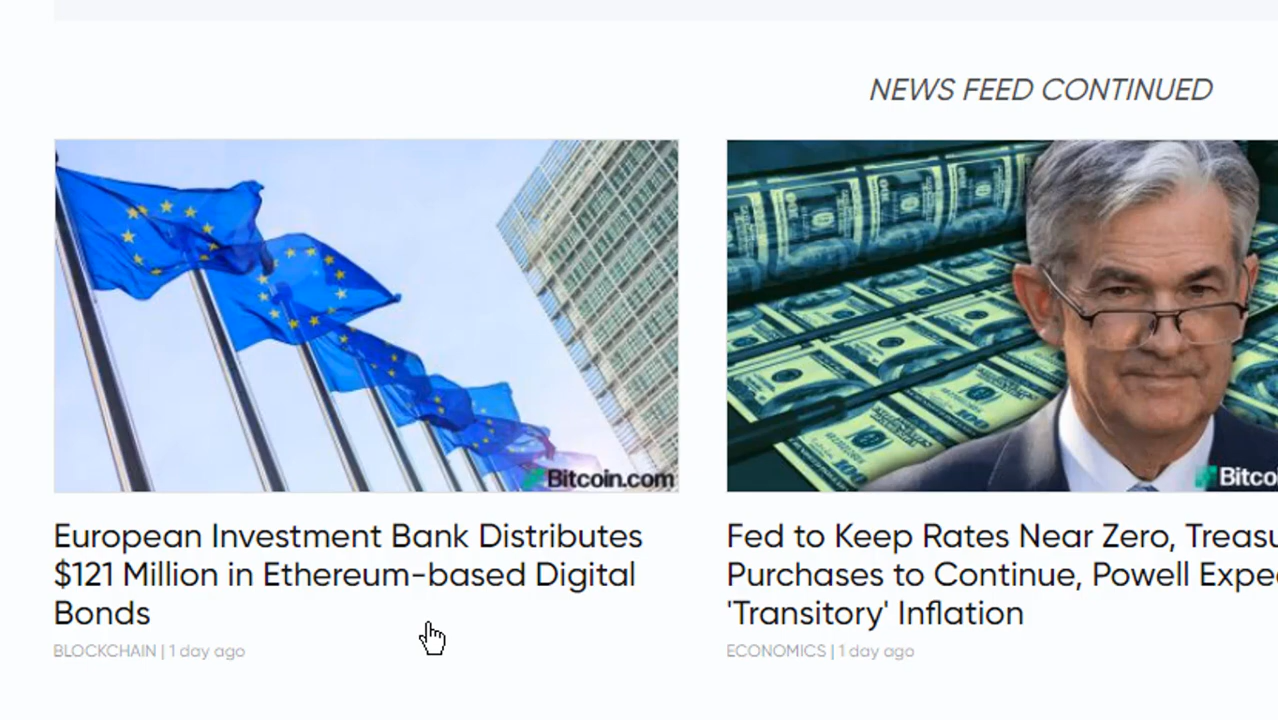 NEWS FEED CONTINUED
Bitcoin.com
European Investment Bank Distributes
$121 Million in Ethereum-based Digital
Bonds
BLOCKCHAIN | 1 day ago
Bitco
Fed to Keep Rates Near Zero, Treasu
Purchases to Continue, Powell Expe
'Transitory' Inflation
ECONOMICS | 1 day ago